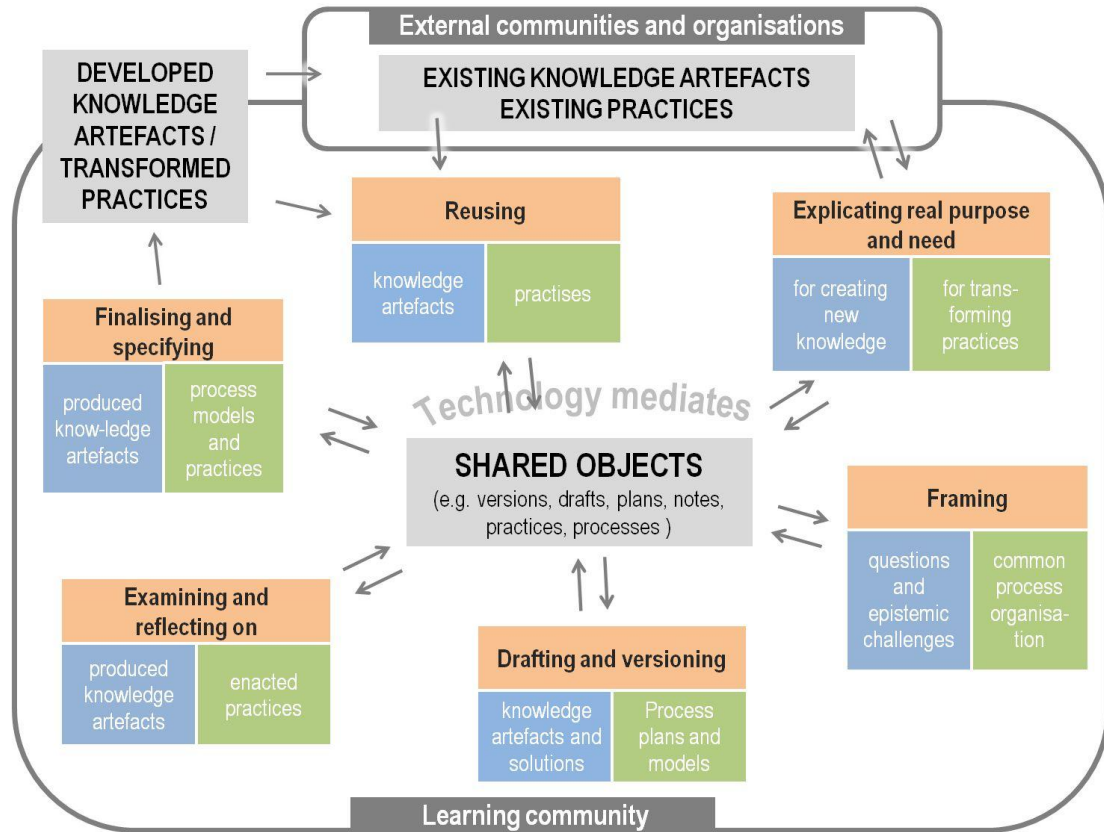 External communities and organisations
EXISTING KNOWLEDGE ARTEFACTS
EXISTING PRACTICES
DEVELOPED
KNOWLEDGE
ARTEFACTS /
TRANSFORMED
PRACTICES
Reusing
knowledge
artefacts
practises
Explicating real purpose
and need
for creating
new
knowledge
for trans-
forming
practices
Finalising and
specifying
produced
know-ledge
artefacts
process
models
and
practices
Technology mediates
SHARED OBJECTS
(e.g. versions, drafts, plans, notes,
practices, processes )
Framing
questions
and
epistemic
challenges
common
process
organisa-
tion
Examining and
reflecting on
produced
knowledge
artefacts
enacted
practices
Drafting and versioning
knowledge
artefacts and
solutions
Process
plans and
models
Learning community